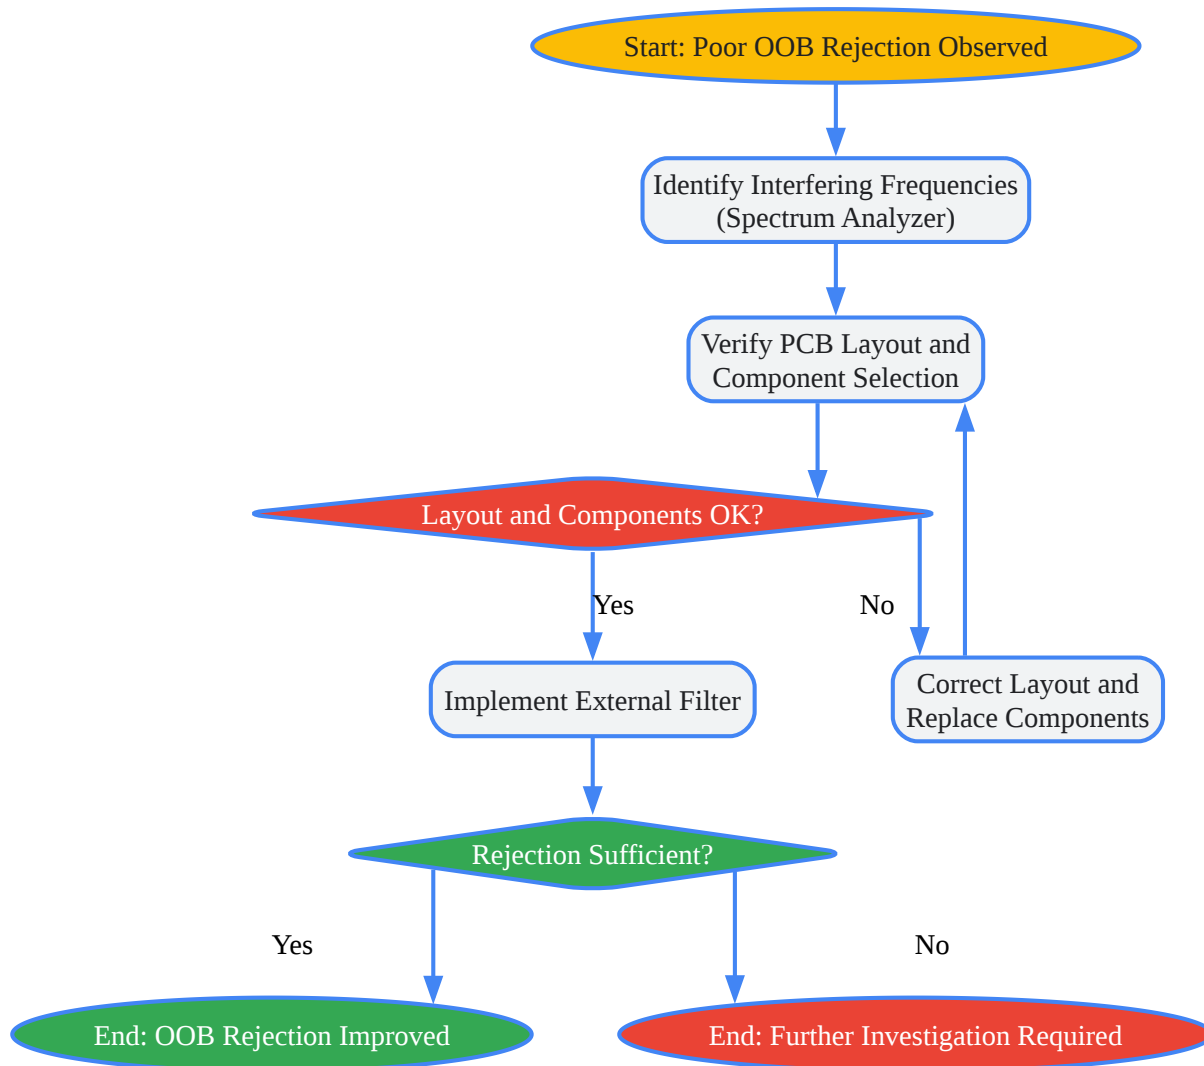 Start: Poor OOB Rejection Observed
Identify Interfering Frequencies
(Spectrum Analyzer)
Verify PCB Layout and
Component Selection
Layout and Components OK?
Yes
No
Implement External Filter
Correct Layout and
Replace Components
Rejection Sufficient?
Yes
No
End: OOB Rejection Improved
End: Further Investigation Required